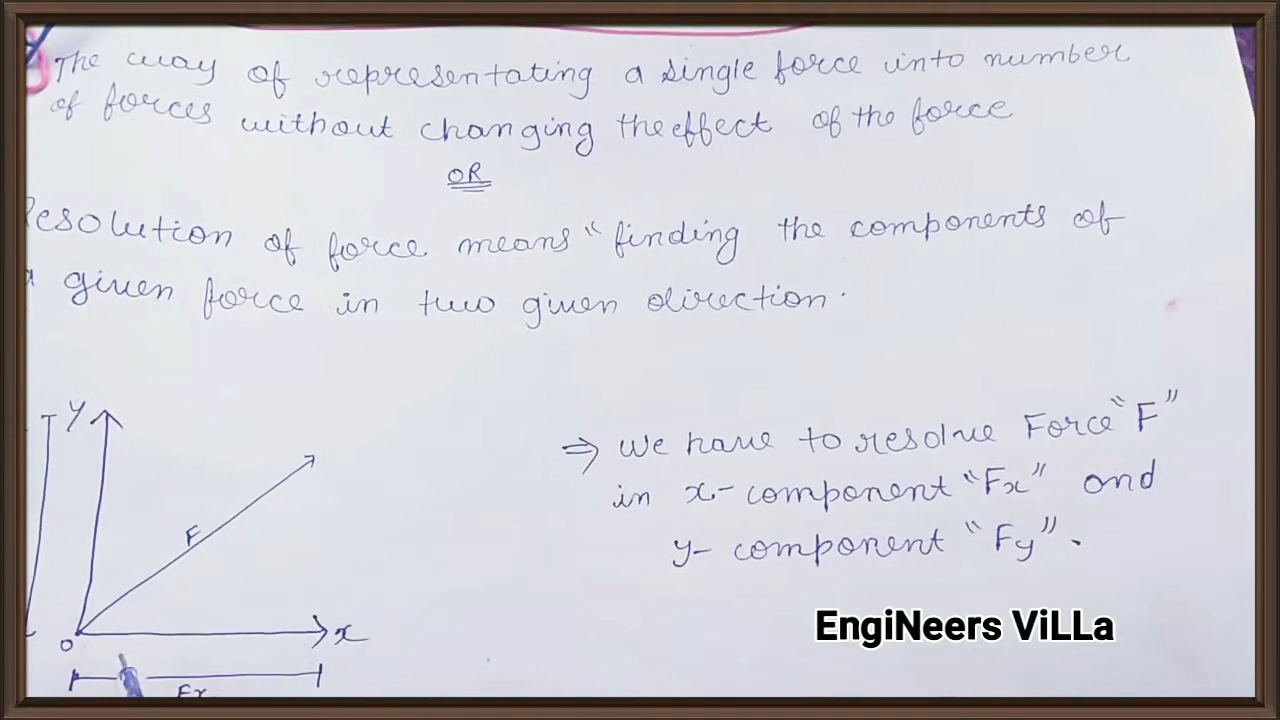 The way of representating a single force into number
of forces without changing the effect of the force
OR
Resolution of force means " finding the components of
given force in two given direction.
y
F
O
x
Fx
⇒ We have to resolve Force "F"
in x-component "Fx" and
y- component "Fy".
EngiNeers ViLLa